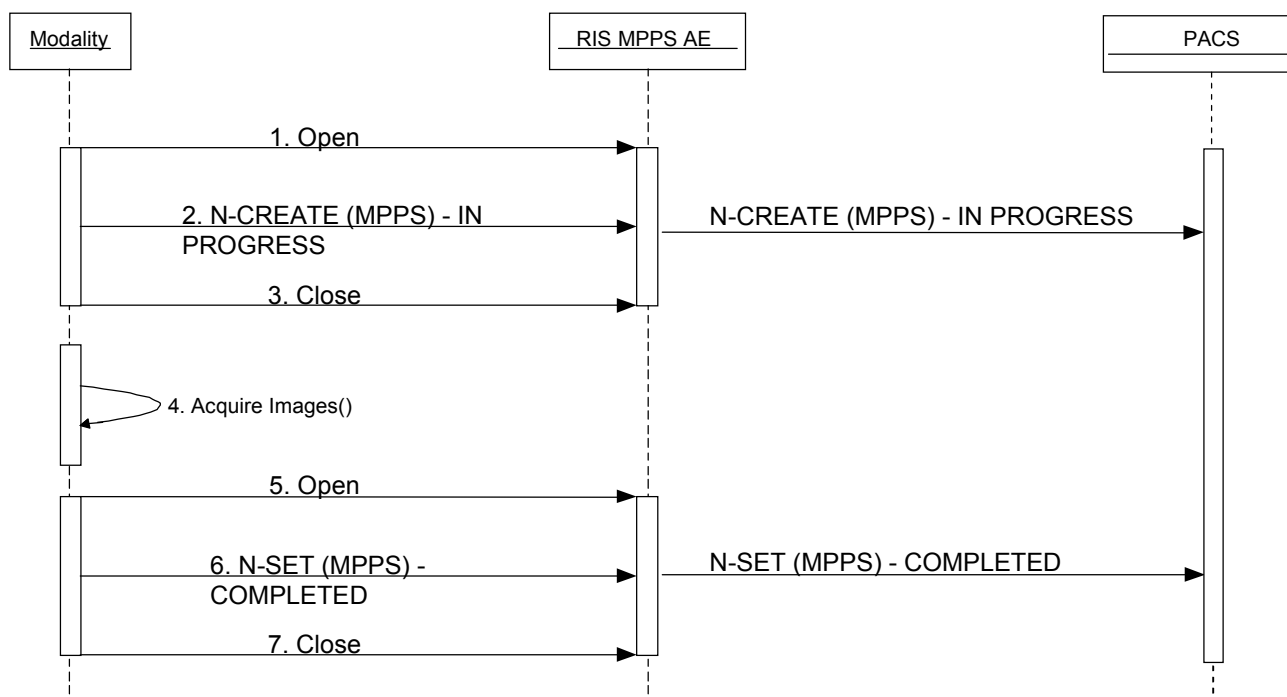 Modality
RIS MPPS AE
PACS
1. Open
2. N-CREATE (MPPS) - IN
PROGRESS
N-CREATE (MPPS) - IN PROGRESS
3. Close
4. Acquire Images()
5. Open
6. N-SET (MPPS) -
COMPLETED
N-SET (MPPS) - COMPLETED
7. Close